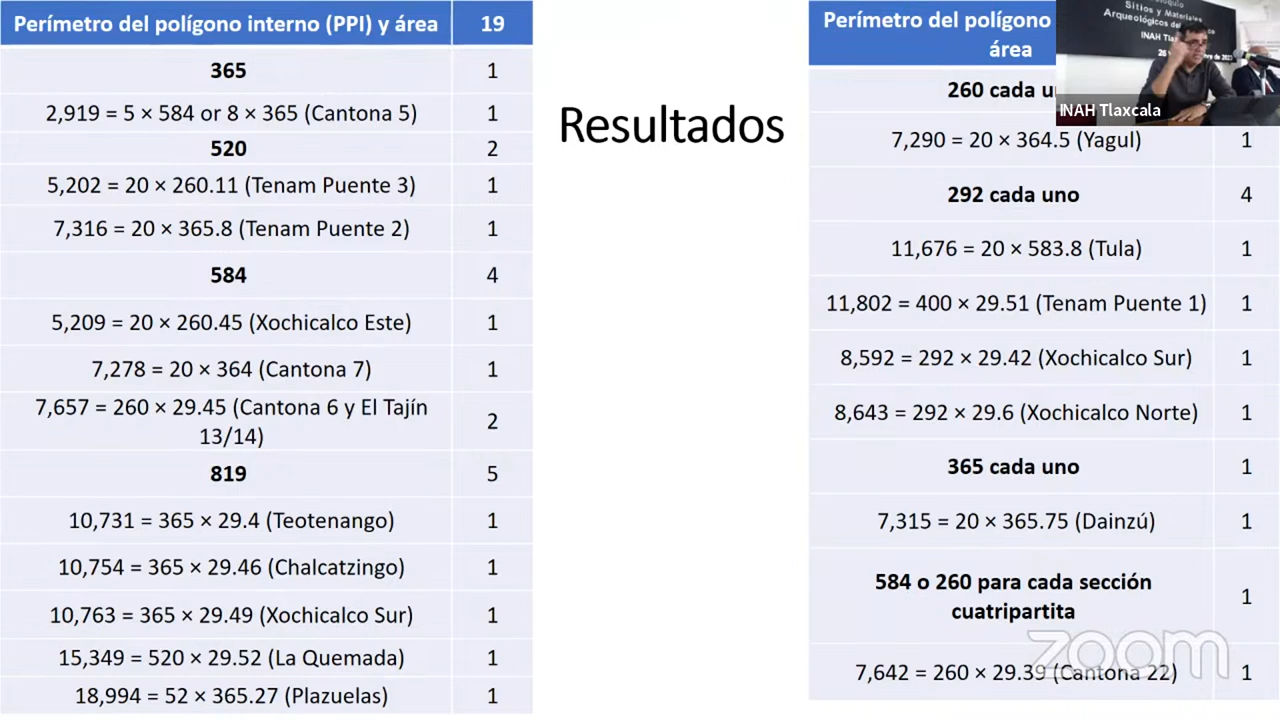 Perímetro del polígono interno (PPI) y área 19
365 1
2,919 = 5 × 584 or 8 × 365 (Cantona 5) 1
520 2
5,202 = 20 × 260.11 (Tenam Puente 3) 1
7,316 = 20 × 365.8 (Tenam Puente 2) 1
584 4
5,209 = 20 × 260.45 (Xochicalco Este) 1
7,278 = 20 × 364 (Cantona 7) 1
7,657 = 260 × 29.45 (Cantona 6 y El Tajín
13/14) 2
819 5
10,731 = 365 × 29.4 (Teotenango) 1
10,754 = 365 × 29.46 (Chalcatzingo) 1
10,763 = 365 × 29.49 (Xochicalco Sur) 1
15,349 = 520 × 29.52 (La Quemada) 1
18,994 = 52 × 365.27 (Plazuelas) 1
Resultados
Perímetro del polígono
área
260 cada
7,290 = 20 × 364.5 (Yagul) 1
292 cada uno 4
11,676 = 20 × 583.8 (Tula) 1
11,802 = 400 × 29.51 (Tenam Puente 1) 1
8,592 = 292 × 29.42 (Xochicalco Sur) 1
8,643 = 292 × 29.6 (Xochicalco Norte) 1
365 cada uno 1
7,315 = 20 × 365.75 (Dainzú) 1
584 o 260 para cada sección
cuatripartita 1
7,642 = 260 × 29.39 (Cantona 22) 1
Sitios y Materiales
Arqueológicos
INAH
26
INAH Tlaxcala
zoom